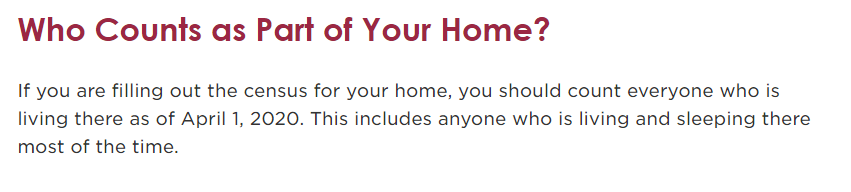 Who Counts as Part of Your Home?
If you are filling out the census for your home, you should count everyone who is
living there as of April 1, 2020. This includes anyone who is living and sleeping there
most of the time.